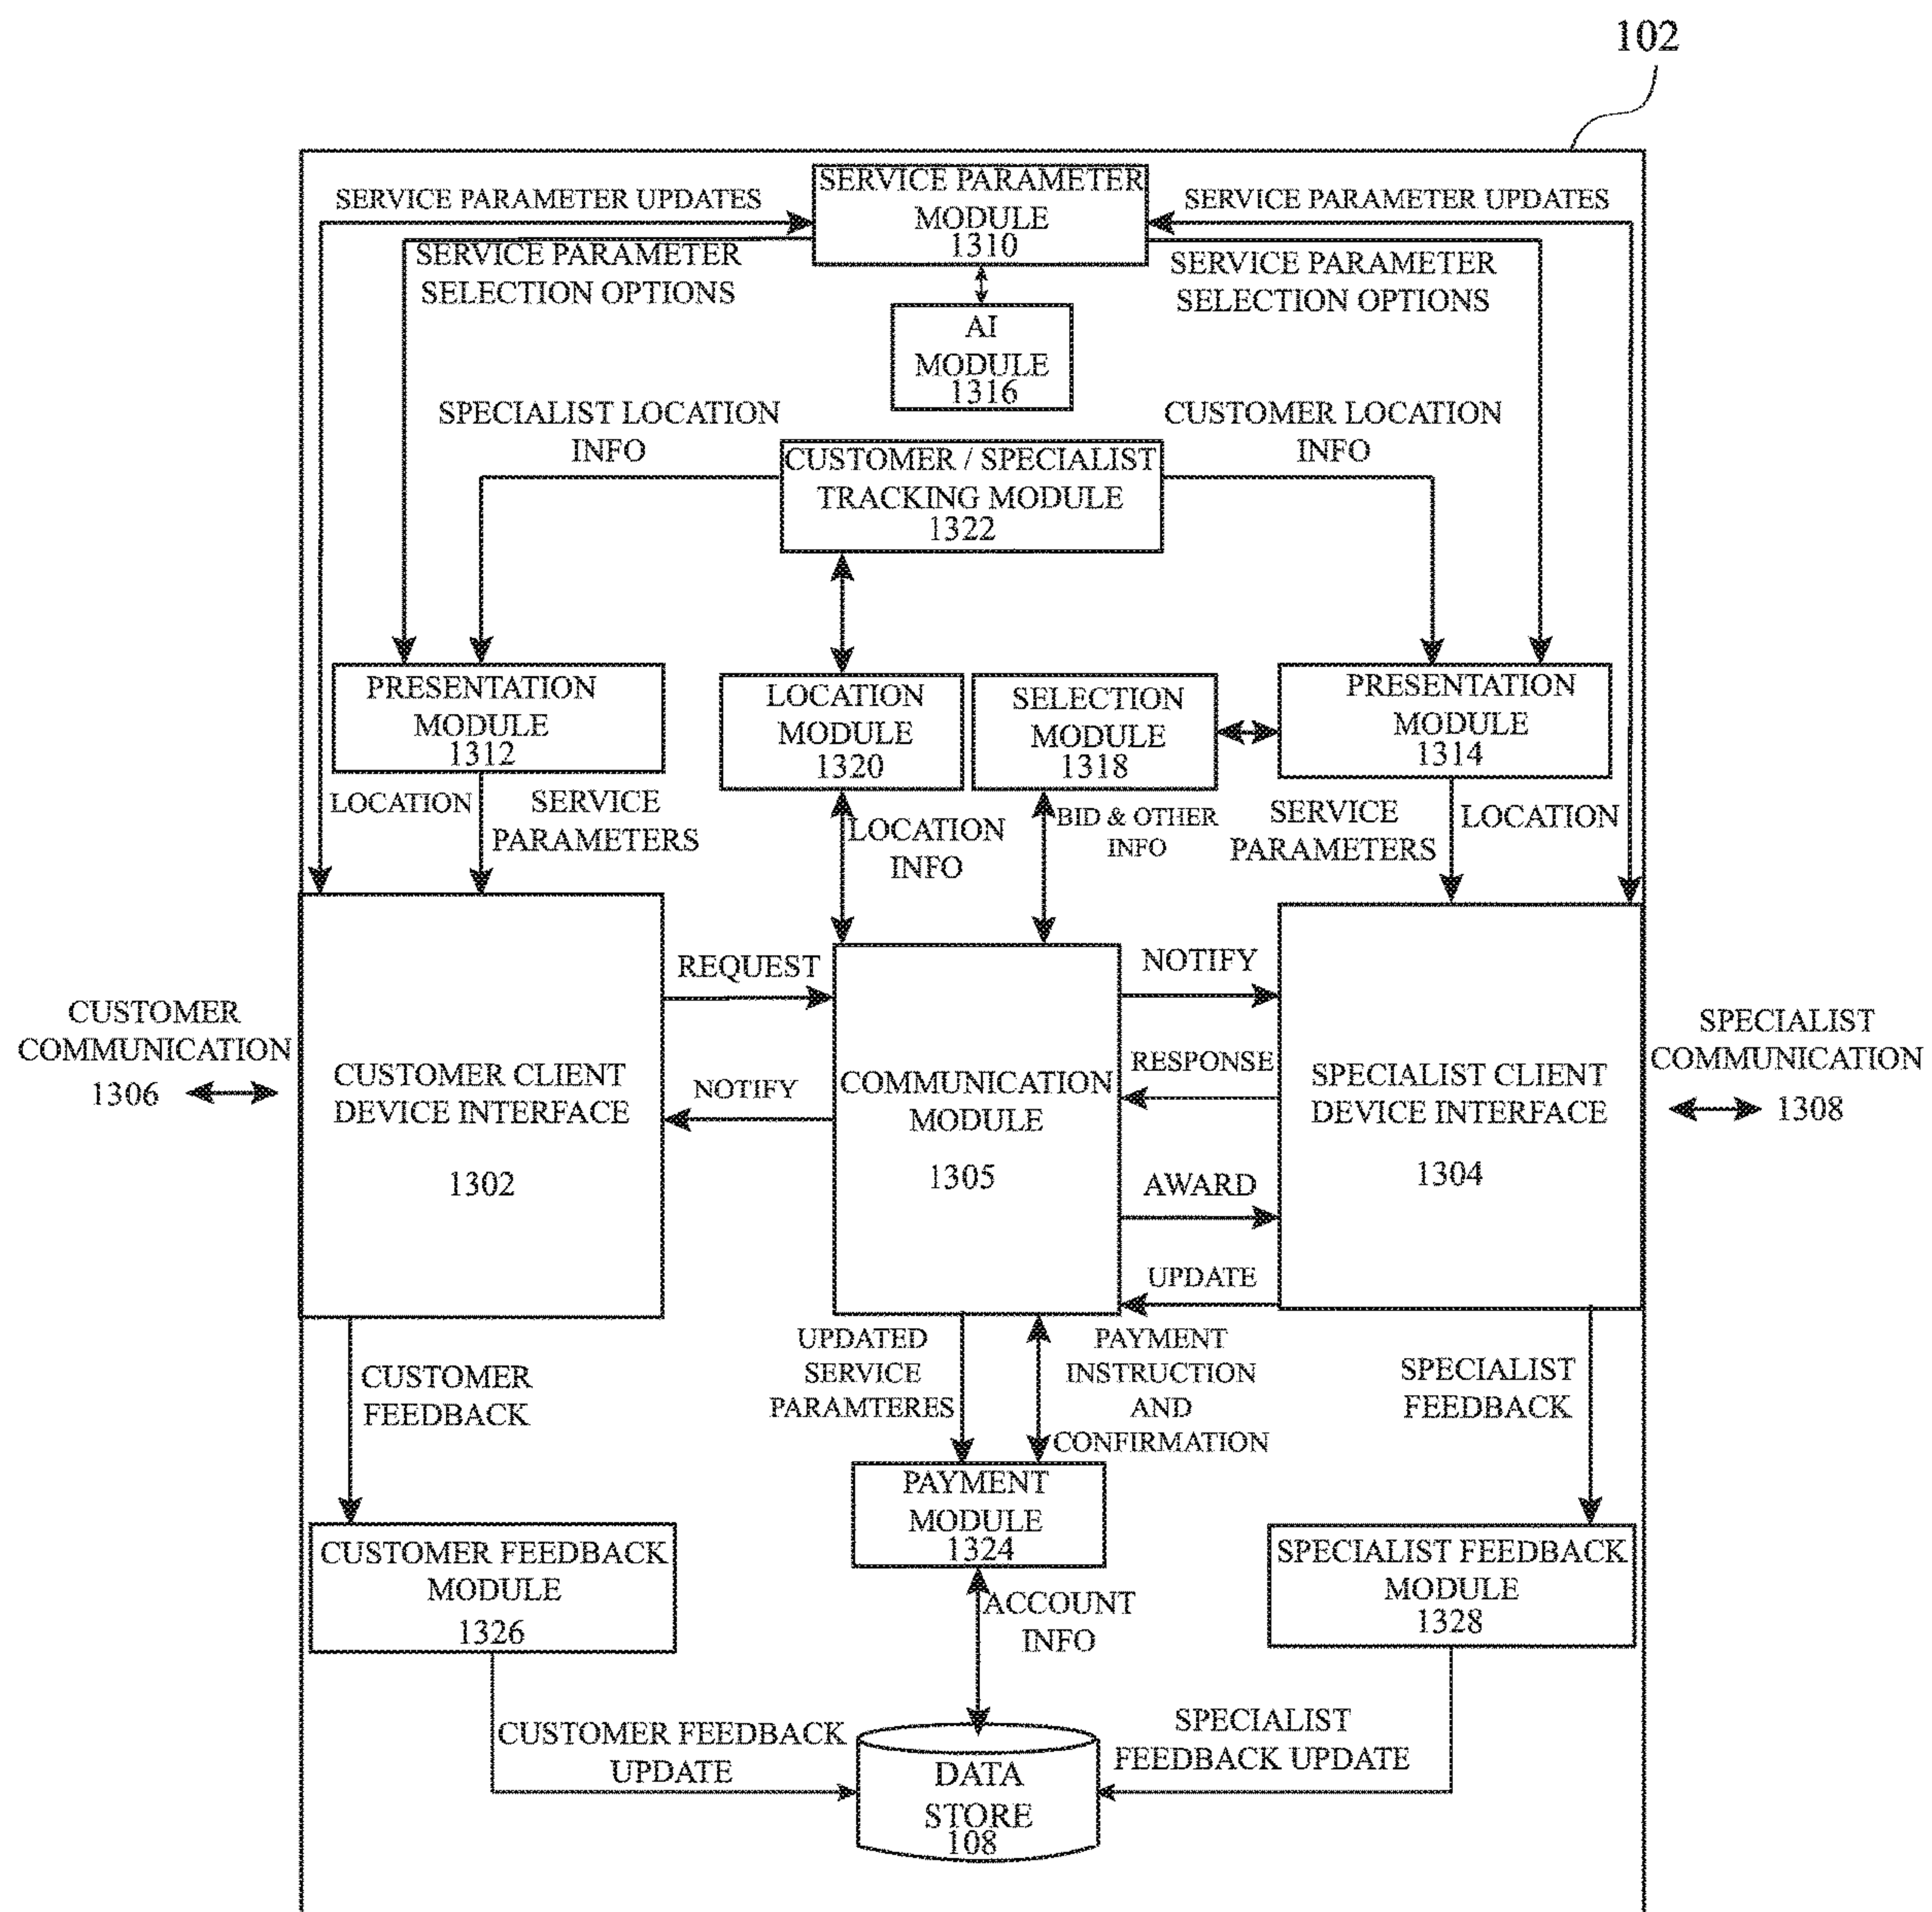 102
SERVICE PARAMETER UPDATES
SERVICE PARAMETER
MODULE
1310
SERVICE PARAMETER UPDATES
SERVICE PARAMETER
SELECTION OPTIONS
SERVICE PARAMETER
SELECTION OPTIONS
AI
MODULE
1316
SPECIALIST LOCATION
INFO
CUSTOMER LOCATION
INFO
CUSTOMER / SPECIALIST
TRACKING MODULE
1322
PRESENTATION
MODULE
1312
LOCATION
MODULE
1320
SELECTION
MODULE
1318
PRESENTATION
MODULE
1314
LOCATION
SERVICE
PARAMETERS
LOCATION
INFO
BID & OTHER
INFO
SERVICE
PARAMETERS
LOCATION
CUSTOMER
COMMUNICATION
1306
CUSTOMER CLIENT
DEVICE INTERFACE
1302
REQUEST
NOTIFY
COMMUNICATION
MODULE
1305
NOTIFY
RESPONSE
AWARD
UPDATE
SPECIALIST CLIENT
DEVICE INTERFACE
1304
SPECIALIST
COMMUNICATION
1308
CUSTOMER
FEEDBACK
UPDATED
SERVICE
PARAMTERES
PAYMENT
INSTRUCTION
AND
CONFIRMATION
SPECIALIST
FEEDBACK
PAYMENT
MODULE
1324
CUSTOMER FEEDBACK
MODULE
1326
SPECIALIST FEEDBACK
MODULE
1328
ACCOUNT
INFO
CUSTOMER FEEDBACK
UPDATE
SPECIALIST
FEEDBACK UPDATE
DATA
STORE
108